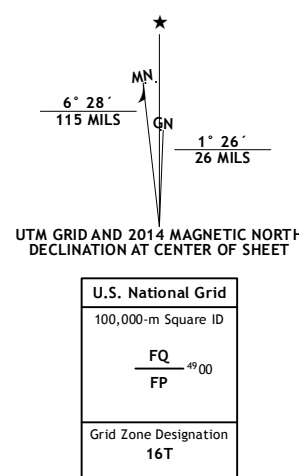 ★
MN.
6° 28´
115 MILS
GN
1° 26´
26 MILS
UTM GRID AND 2014 MAGNETIC NORTH
DECLINATION AT CENTER OF SHEET
U.S. National Grid
100,000-m Square ID
FQ
4900
FP
Grid Zone Designation
16T